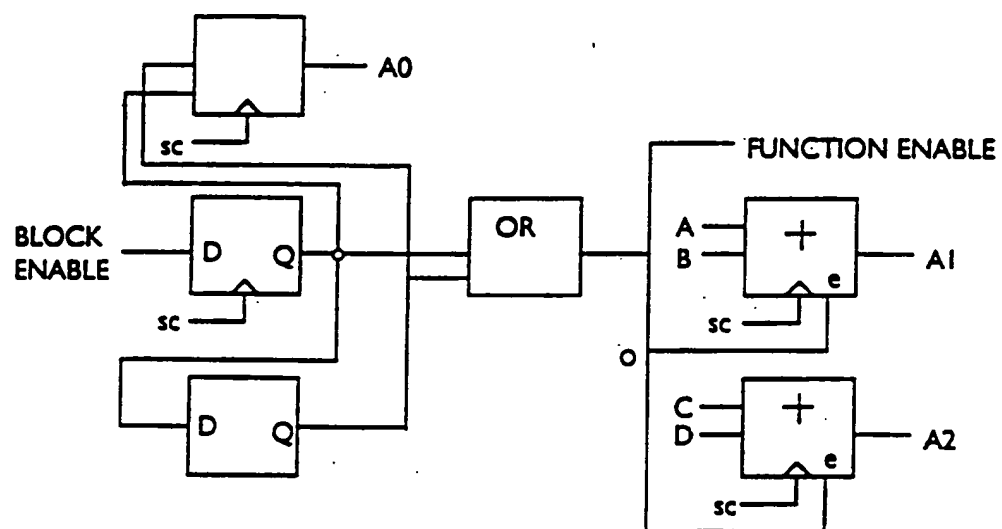 A0
sc
FUNCTION ENABLE
BLOCK
ENABLE
D Q
sc
OR
A
B
+
e
A1
sc
O
D Q
C
D
+
e
A2
sc